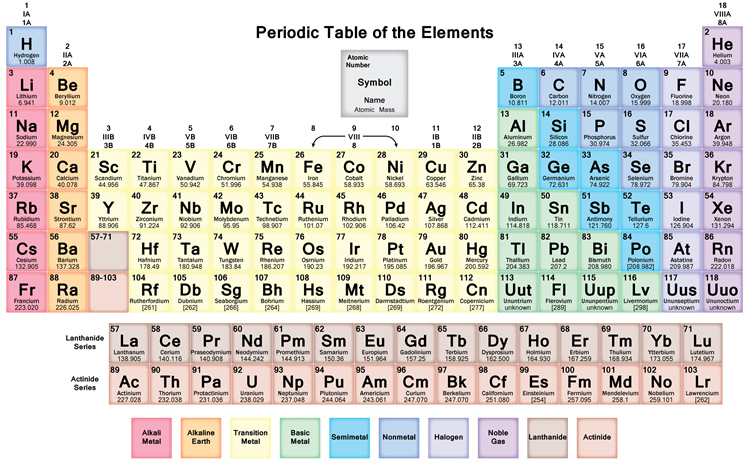 Periodic Table of the Elements
1
IA
1A
18
VIIIA
8A
1
H
Hydrogen
1.008
2
IIA
2A
Atomic
Number
Symbol
Name
Atomic Mass
13 14 15 16 17
IIIA IVA VA VIA VIIA
3A 4A 5A 6A 7A
2
He
Helium
4.003
3 4 5 6 7 8 9 10
Li Be B C N O F Ne
Lithium Beryllium Boron Carbon Nitrogen Oxygen Fluorine Neon
6.941 9.012 10.811 12.011 14.007 15.999 18.998 20.180
11 12 13 14 15 16 17 18
Na Mg Al Si P S Cl Ar
Sodium Magnesium Aluminum Silicon Phosphorus Sulfur Chlorine Argon
22.990 24.305 26.982 28.086 30.974 32.066 35.453 39.948
3 4 5 6 7 8 9 10 11 12
IIIB IVB VB VIB VIIB VIII IB IIB
3B 4B 5B 6B 7B 8 1B 2B
19 20 21 22 23 24 25 26 27 28 29 30 31 32 33 34 35 36
K Ca Sc Ti V Cr Mn Fe Co Ni Cu Zn Ga Ge As Se Br Kr
Potassium Calcium Scandium Titanium Vanadium Chromium Manganese Iron Cobalt Nickel Copper Zinc Gallium Germanium Arsenic Selenium Bromine Krypton
39.098 40.078 44.956 47.867 50.942 51.996 54.938 55.845 58.933 58.693 63.546 65.38 69.723 72.631 74.922 78.972 79.904 84.798
37 38 39 40 41 42 43 44 45 46 47 48 49 50 51 52 53 54
Rb Sr Y Zr Nb Mo Tc Ru Rh Pd Ag Cd In Sn Sb Te I Xe
Rubidium Strontium Yttrium Zirconium Niobium Molybdenum Technetium Ruthenium Rhodium Palladium Silver Cadmium Indium Tin Antimony Tellurium Iodine Xenon
85.468 87.62 88.906 91.224 92.906 95.95 98.907 101.07 102.906 106.42 107.868 112.411 114.818 118.711 121.760 127.6 126.904 131.294
55 56 57-71 72 73 74 75 76 77 78 79 80 81 82 83 84 85 86
Cs Ba Hf Ta W Re Os Ir Pt Au Hg Tl Pb Bi Po At Rn
Cesium Barium Hafnium Tantalum Tungsten Rhenium Osmium Iridium Platinum Gold Mercury Thallium Lead Bismuth Polonium Astatine Radon
132.905 137.328 178.49 180.948 183.84 186.207 190.23 192.217 195.085 196.967 200.592 204.383 207.2 208.980 [208.982] 209.987 222.018
87 88 89-103 104 105 106 107 108 109 110 111 112 113 114 115 116 117 118
Fr Ra Rf Db Sg Bh Hs Mt Ds Rg Cn Uut Fl Uup Lv Uus Uuo
Francium Radium Rutherfordium Dubnium Seaborgium Bohrium Hassium Meitnerium Darmstadtium Roentgenium Copernicium Ununtrium Flerovium Ununpentium Livermorium Ununseptium Ununoctium
223.020 226.025 [261] [262] [266] [264] [269] [268] [269] [272] [277] unknown [289] unknown [298] unknown unknown
Lanthanide
Series
57 58 59 60 61 62 63 64 65 66 67 68 69 70 71
La Ce Pr Nd Pm Sm Eu Gd Tb Dy Ho Er Tm Yb Lu
Lanthanum Cerium Praseodymium Neodymium Promethium Samarium Europium Gadolinium Terbium Dysprosium Holmium Erbium Thulium Ytterbium Lutetium
138.905 140.116 140.908 144.242 144.913 150.36 151.964 157.25 158.925 162.500 164.930 167.259 168.934 173.055 174.967
Actinide
Series
89 90 91 92 93 94 95 96 97 98 99 100 101 102 103
Ac Th Pa U Np Pu Am Cm Bk Cf Es Fm Md No Lr
Actinium Thorium Protactinium Uranium Neptunium Plutonium Americium Curium Berkelium Californium Einsteinium Fermium Mendelevium Nobelium Lawrencium
227.028 232.038 231.036 238.029 237.048 244.064 243.061 247.070 247.070 251.080 [254] 257.095 258.1 259.101 [262]
Alkali
Metal
Alkaline
Earth
Transition
Metal
Basic
Metal
Semimetal
Nonmetal
Halogen
Noble
Gas
Lanthanide
Actinide